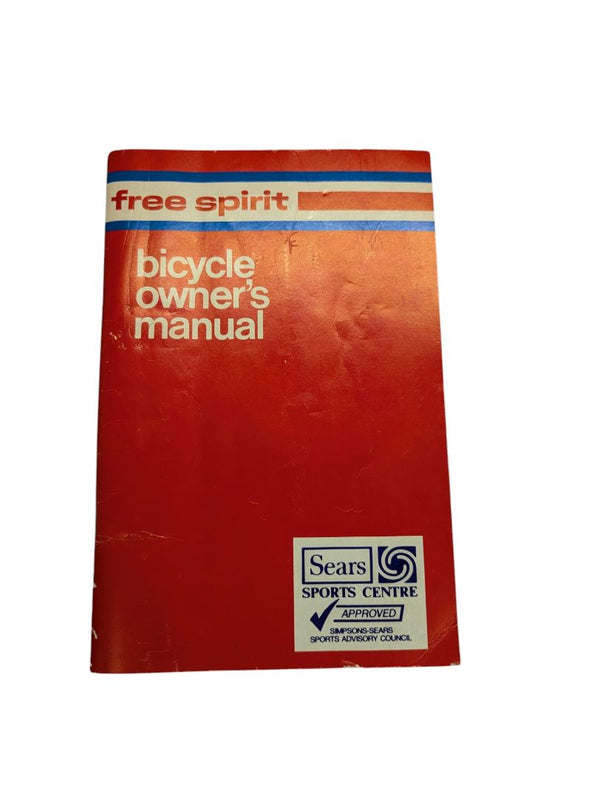 free spirit
bicycle
owner's
manual
Sears
SPORTS CENTRE
APPROVED
SIMPSONS-SEARS
SPORTS ADVISORY COUNCIL